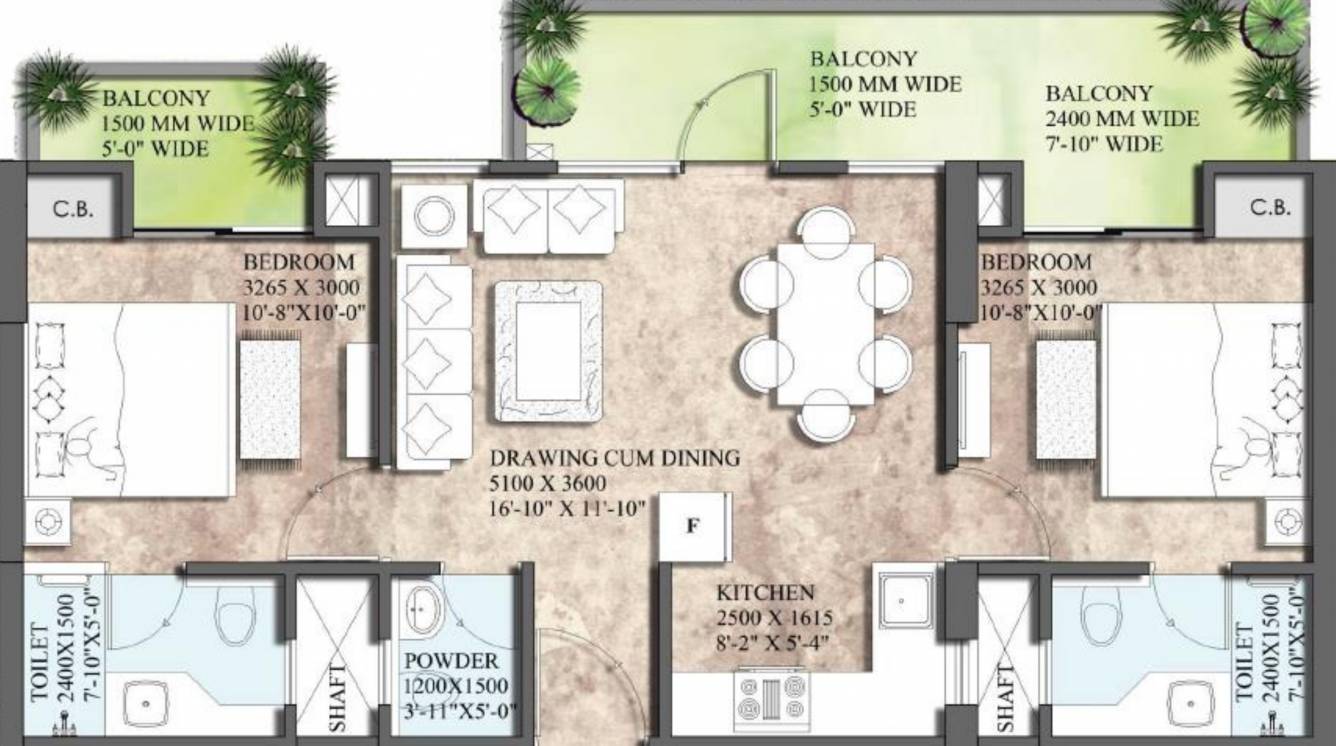 BALCONY
1500 MM WIDE
5'-0" WIDE
BALCONY
1500 MM WIDE
5'-0" WIDE
BALCONY
2400 MM WIDE
7'-10" WIDE
C.B.
C.B.
BEDROOM
3265 X 3000
10'-8"X10'-0"
BEDROOM
3265 X 3000
10'-8"X10'-0"
DRAWING CUM DINING
5100 X 3600
16'-10" X 11'-10"
F
KITCHEN
2500 X 1615
8'-2" X 5'-4"
TOILET
2400X1500
7'-10"X5'-0"
SHAFT
POWDER
1200X1500
3'-11"X5'-0"
SHAFT
TOILET
2400X1500
7'-10"X5'-0"